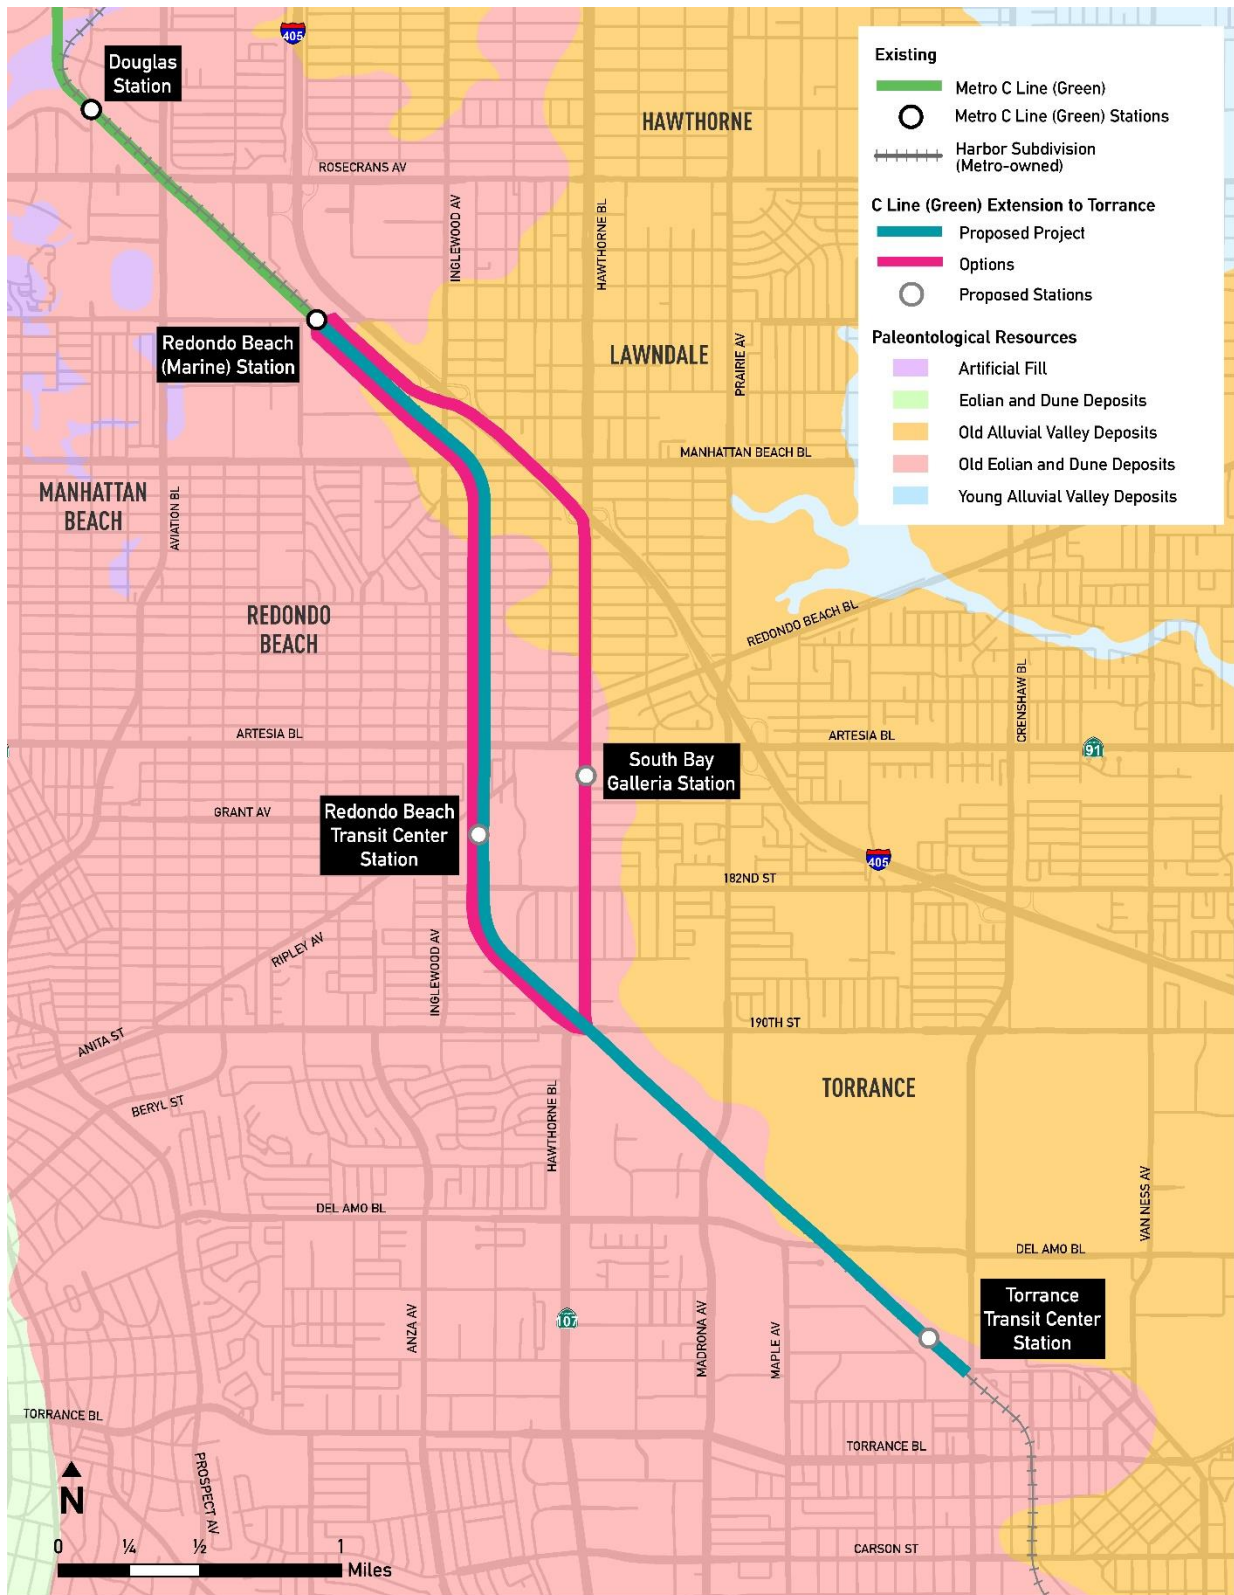 405
Douglas
Station
HAWTHORNE
ROSECRANS AV
INGLEWOOD AV
HAWTHORNE BL
Existing
Metro C Line (Green)
Metro C Line (Green) Stations
Harbor Subdivision
(Metro-owned)
C Line (Green) Extension to Torrance
Proposed Project
Options
Proposed Stations
Paleontological Resources
Artificial Fill
Eolian and Dune Deposits
Old Alluvial Valley Deposits
Old Eolian and Dune Deposits
Young Alluvial Valley Deposits
Redondo Beach
(Marine) Station
LAWNDALE
PRAIRIE AV
MANHATTAN BEACH BL
MANHATTAN
BEACH
AVIATION BL
REDONDO
BEACH
REDONDO BEACH BL
CRENSHAW BL
ARTESIA BL
ARTESIA BL
91
South Bay
Galleria Station
GRANT AV
Redondo Beach
Transit Center
Station
405
182ND ST
RIPLEY AV
INGLEWOOD AV
190TH ST
ANITA ST
BERYL ST
TORRANCE
HAWTHORNE BL
VAN NESS AV
DEL AMO BL
DEL AMO BL
ANZA AV
107
MADRONA AV
MAPLE AV
Torrance
Transit Center
Station
TORRANCE BL
TORRANCE BL
PROSPECT AV
N
CARSON ST
0 ¼ ½ 1
Miles